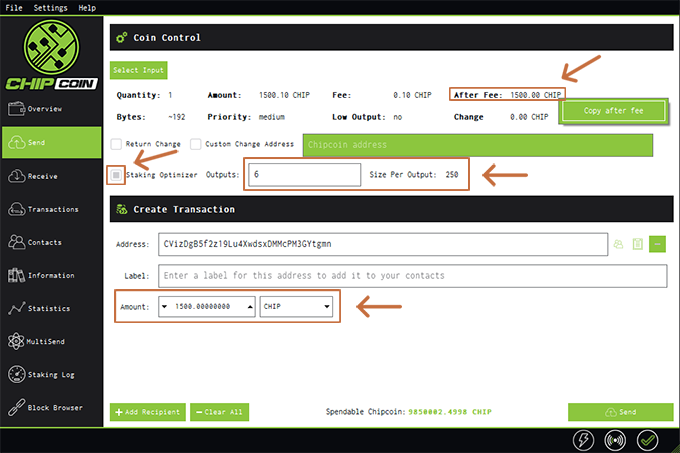 File Settings Help
CHIP COIN
Overview
Send
Receive
Transactions
Contacts
Information
Statistics
MultiSend
Staking Log
Block Browser
Coin Control
Select Input
Quantity: 1 Amount: 1500.10 CHIP Fee: 0.10 CHIP After Fee: 1500.00 CHIP
Copy after fee
Bytes: ~192 Priority: medium Low Output: no Change 0.00 CHIP
Return Change Custom Change Address Chipcoin address
Staking Optimizer Outputs: 6 Size Per Output: 250
Create Transaction
Address: CVizDgB5f2z19Lu4XwdsxDMMcPM3GYtgmn
Label: Enter a label for this address to add it to your contacts
Amount: 1500.00000000 CHIP
Add Recipient Clear All Spendable Chipcoin: 9850002.4998 CHIP Send